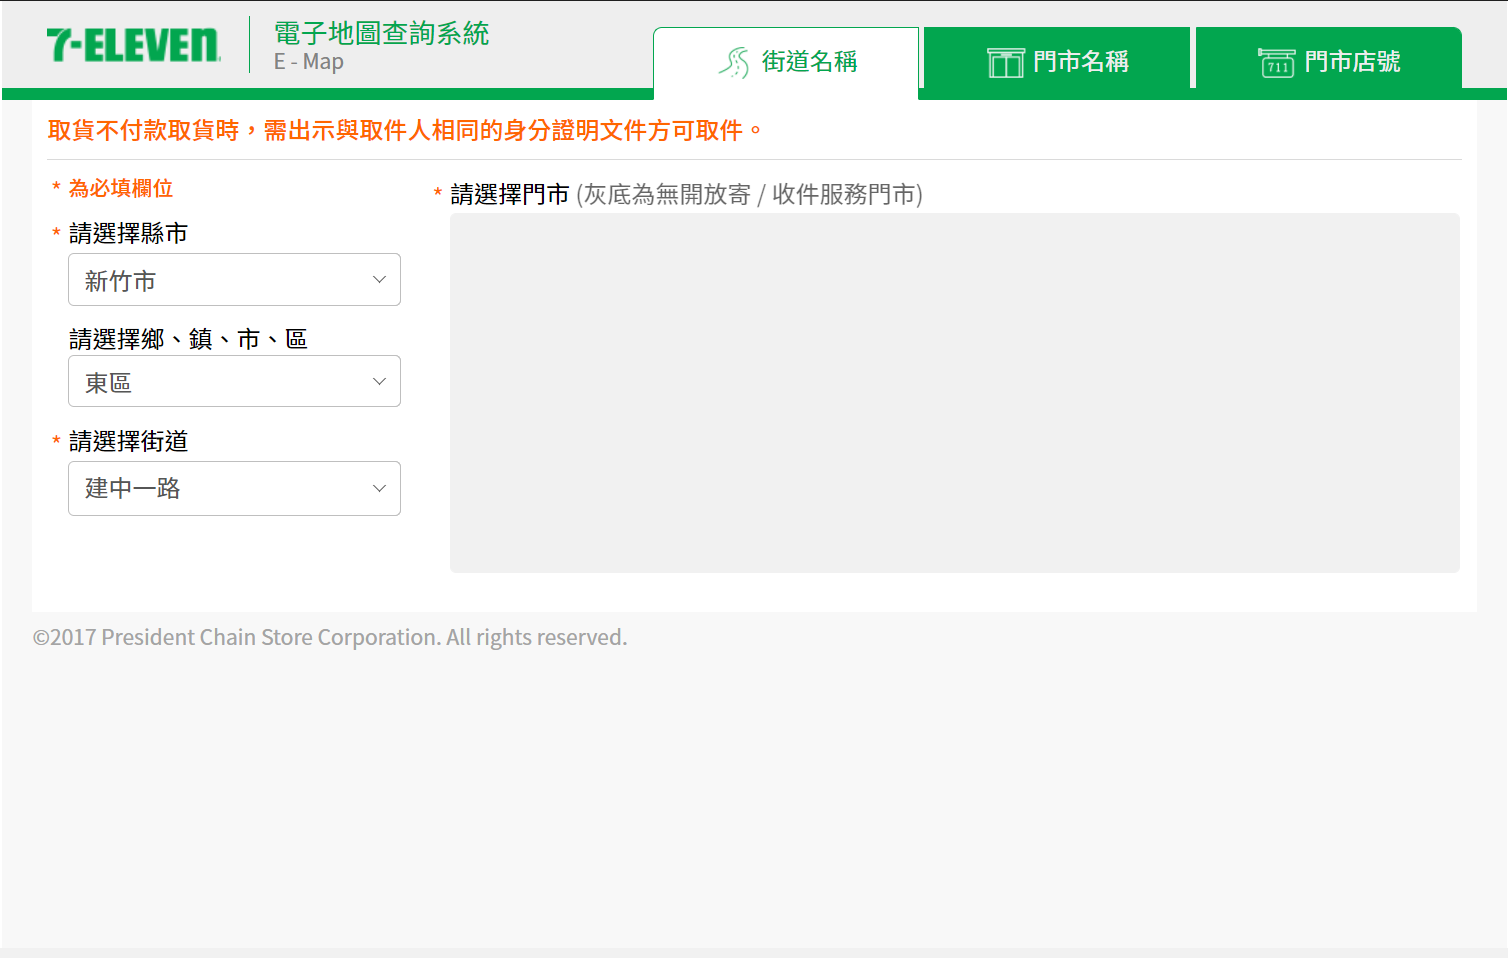 7-ELEVEN
電子地圖查詢系統
E - Map
街道名稱
門市名稱
711
門市店號
取貨不付款取貨時，需出示與取件人相同的身分證明文件方可取件。
* 為必填欄位
* 請選擇縣市
新竹市
請選擇鄉、鎮、市、區
東區
* 請選擇街道
建中一路
* 請選擇門市 (灰底為無開放寄 / 收件服務門市)
©2017 President Chain Store Corporation. All rights reserved.